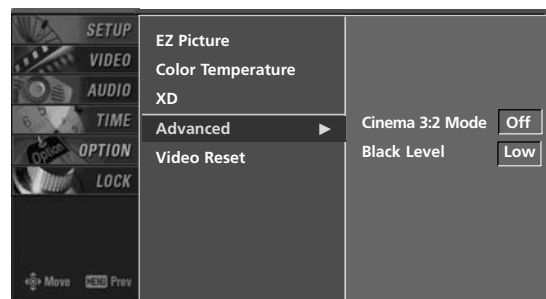 SETUP
VIDEO
AUDIO
TIME
OPTION
LOCK
Move MENU Prev
EZ Picture
Color Temperature
XD
Advanced ►
Video Reset
Cinema 3:2 Mode Off
Black Level Low